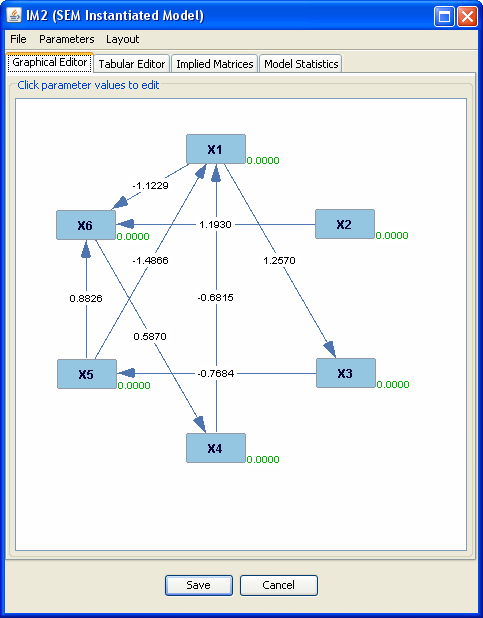 IM2 (SEM Instantiated Model)
File Parameters Layout
Graphical Editor Tabular Editor Implied Matrices Model Statistics
Click parameter values to edit
X1
0.0000
-1.1229
X6
0.0000
1.1930
X2
0.0000
-1.4866
1.2570
0.8826
-0.6815
0.5870
X5
0.0000
-0.7684
X3
0.0000
X4
0.0000
Save Cancel